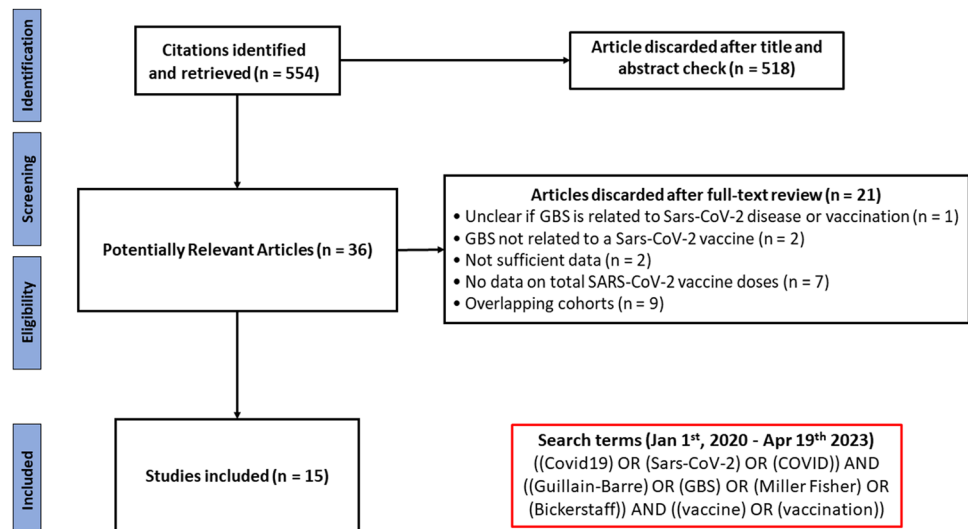 Identification
Citations identified
and retrieved (n = 554)
Article discarded after title and
abstract check (n = 518)
Screening
Potentially Relevant Articles (n = 36)
Articles discarded after full-text review (n = 21)
• Unclear if GBS is related to Sars-CoV-2 disease or vaccination (n = 1)
• GBS not related to a Sars-CoV-2 vaccine (n = 2)
• Not sufficient data (n = 2)
• No data on total SARS-CoV-2 vaccine doses (n = 7)
• Overlapping cohorts (n = 9)
Eligibility
Included
Studies included (n = 15)
Search terms (Jan 1st, 2020 - Apr 19th 2023)
((Covid19) OR (Sars-CoV-2) OR (COVID)) AND
((Guillain-Barre) OR (GBS) OR (Miller Fisher) OR
(Bickerstaff)) AND ((vaccine) OR (vaccination))